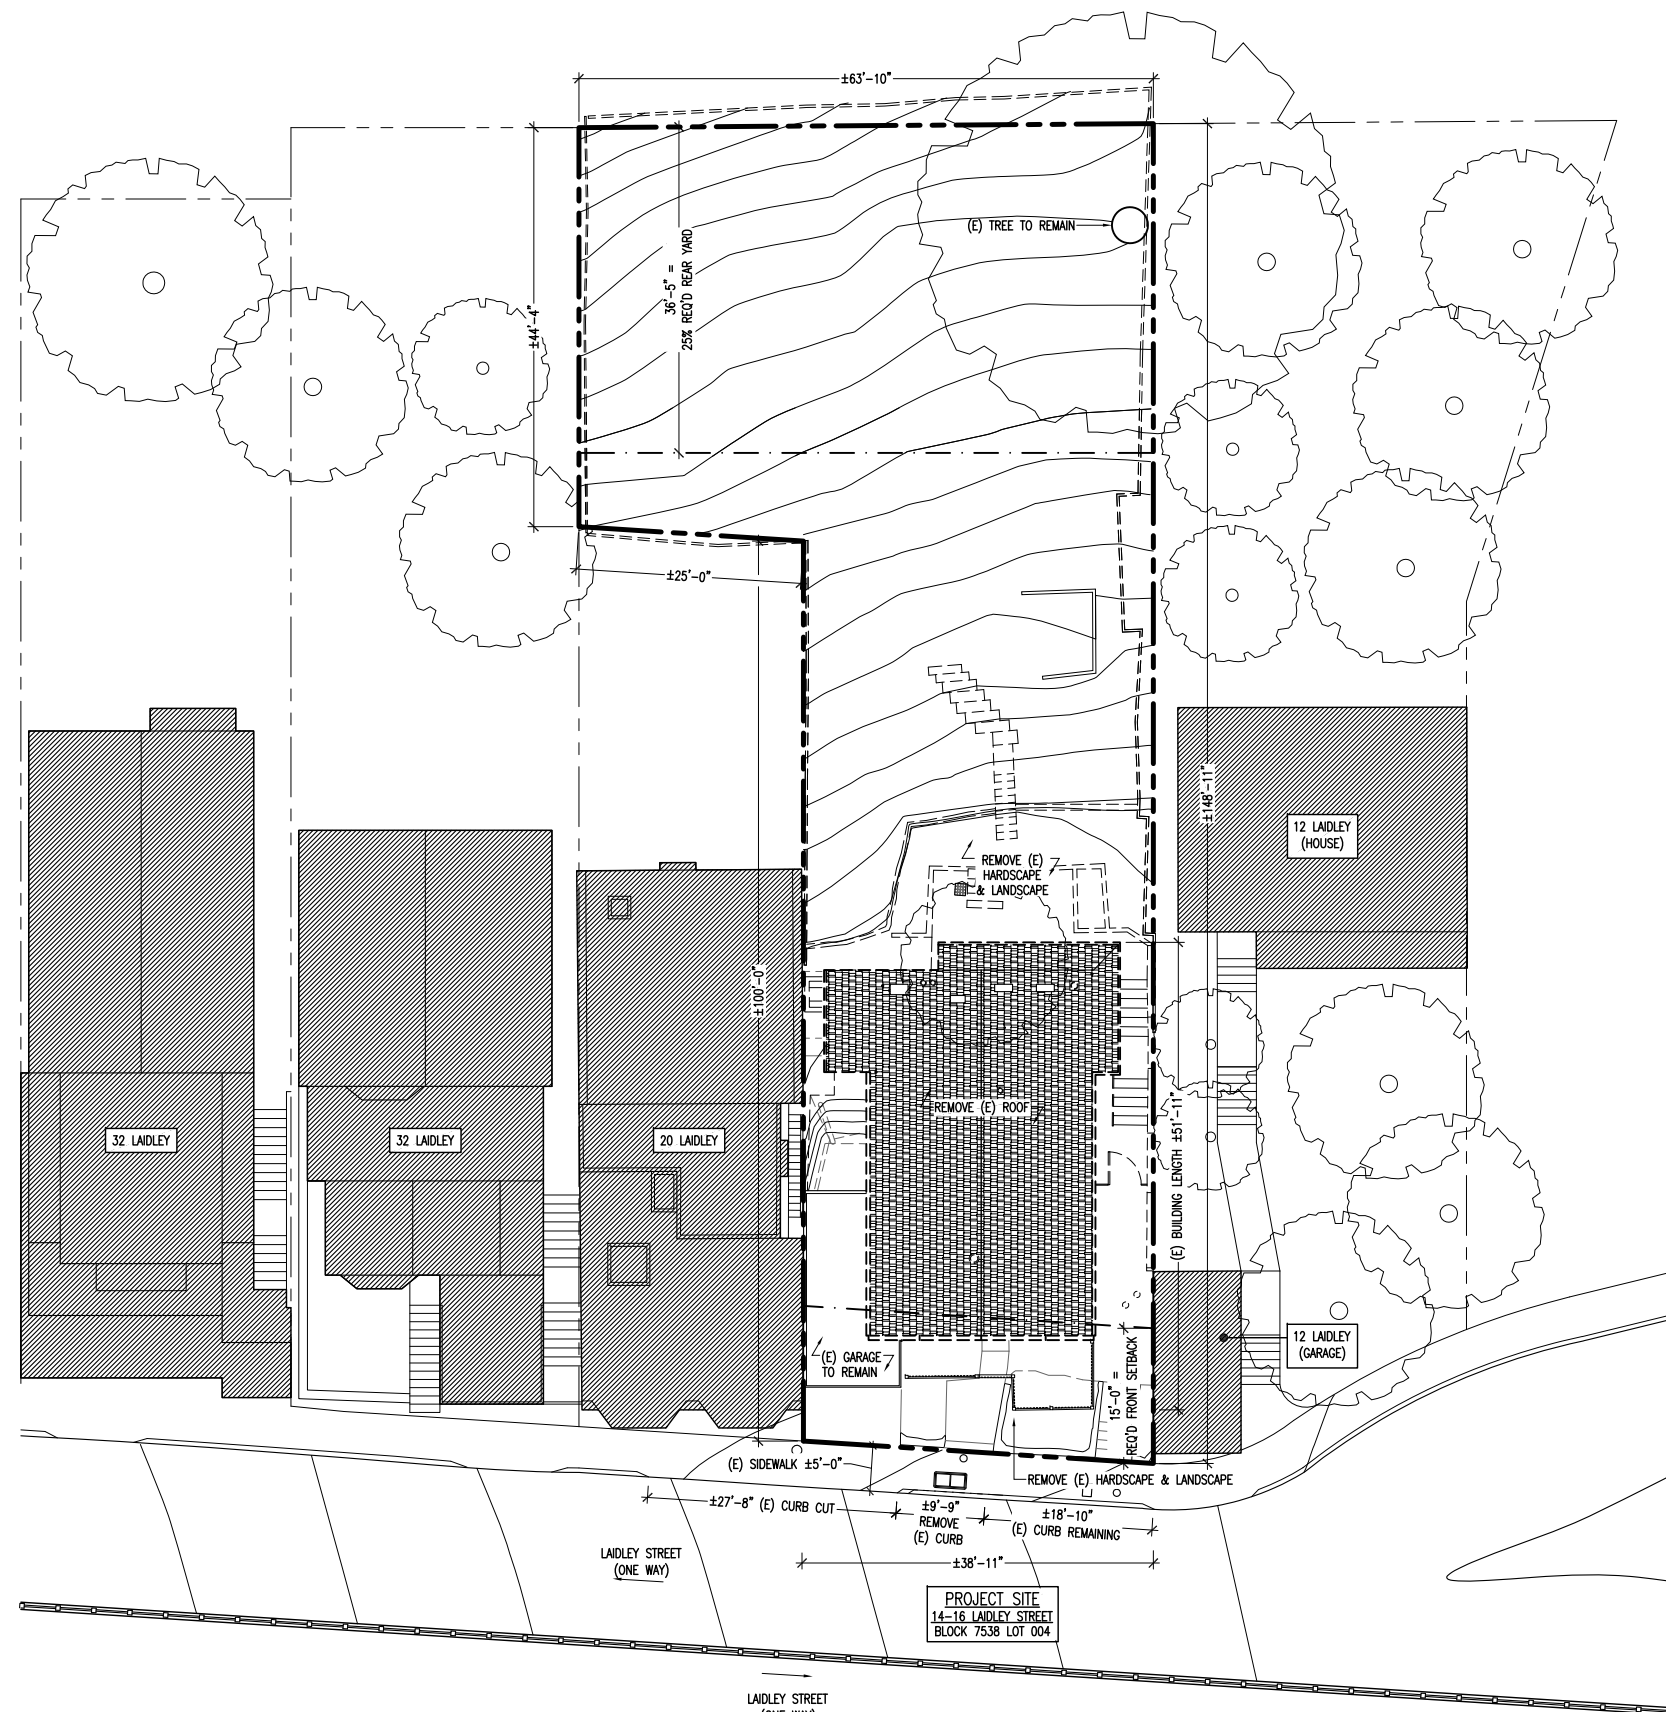 ±63'-10"
(E) TREE TO REMAIN
36'-5" =
25% REQ'D REAR YARD
±44'-4"
±25'-0"
±148'-11"
12 LAIDLEY
(HOUSE)
REMOVE (E)
HARDSCAPE
& LANDSCAPE
±100'-0"
REMOVE (E) ROOF
32 LAIDLEY
32 LAIDLEY
20 LAIDLEY
(E) BUILDING LENGTH ±51'-11"
12 LAIDLEY
(GARAGE)
(E) GARAGE
TO REMAIN
15'-0" =
REQ'D FRONT SETBACK
(E) SIDEWALK ±5'-0"
REMOVE (E) HARDSCAPE & LANDSCAPE
±27'-8" (E) CURB CUT
±9'-9"
REMOVE
(E) CURB
±18'-10"
(E) CURB REMAINING
LAIDLEY STREET
(ONE WAY)
±38'-11"
PROJECT SITE
14-16 LAIDLEY STREET
BLOCK 7538 LOT 004
LAIDLEY STREET
(ONE WAY)